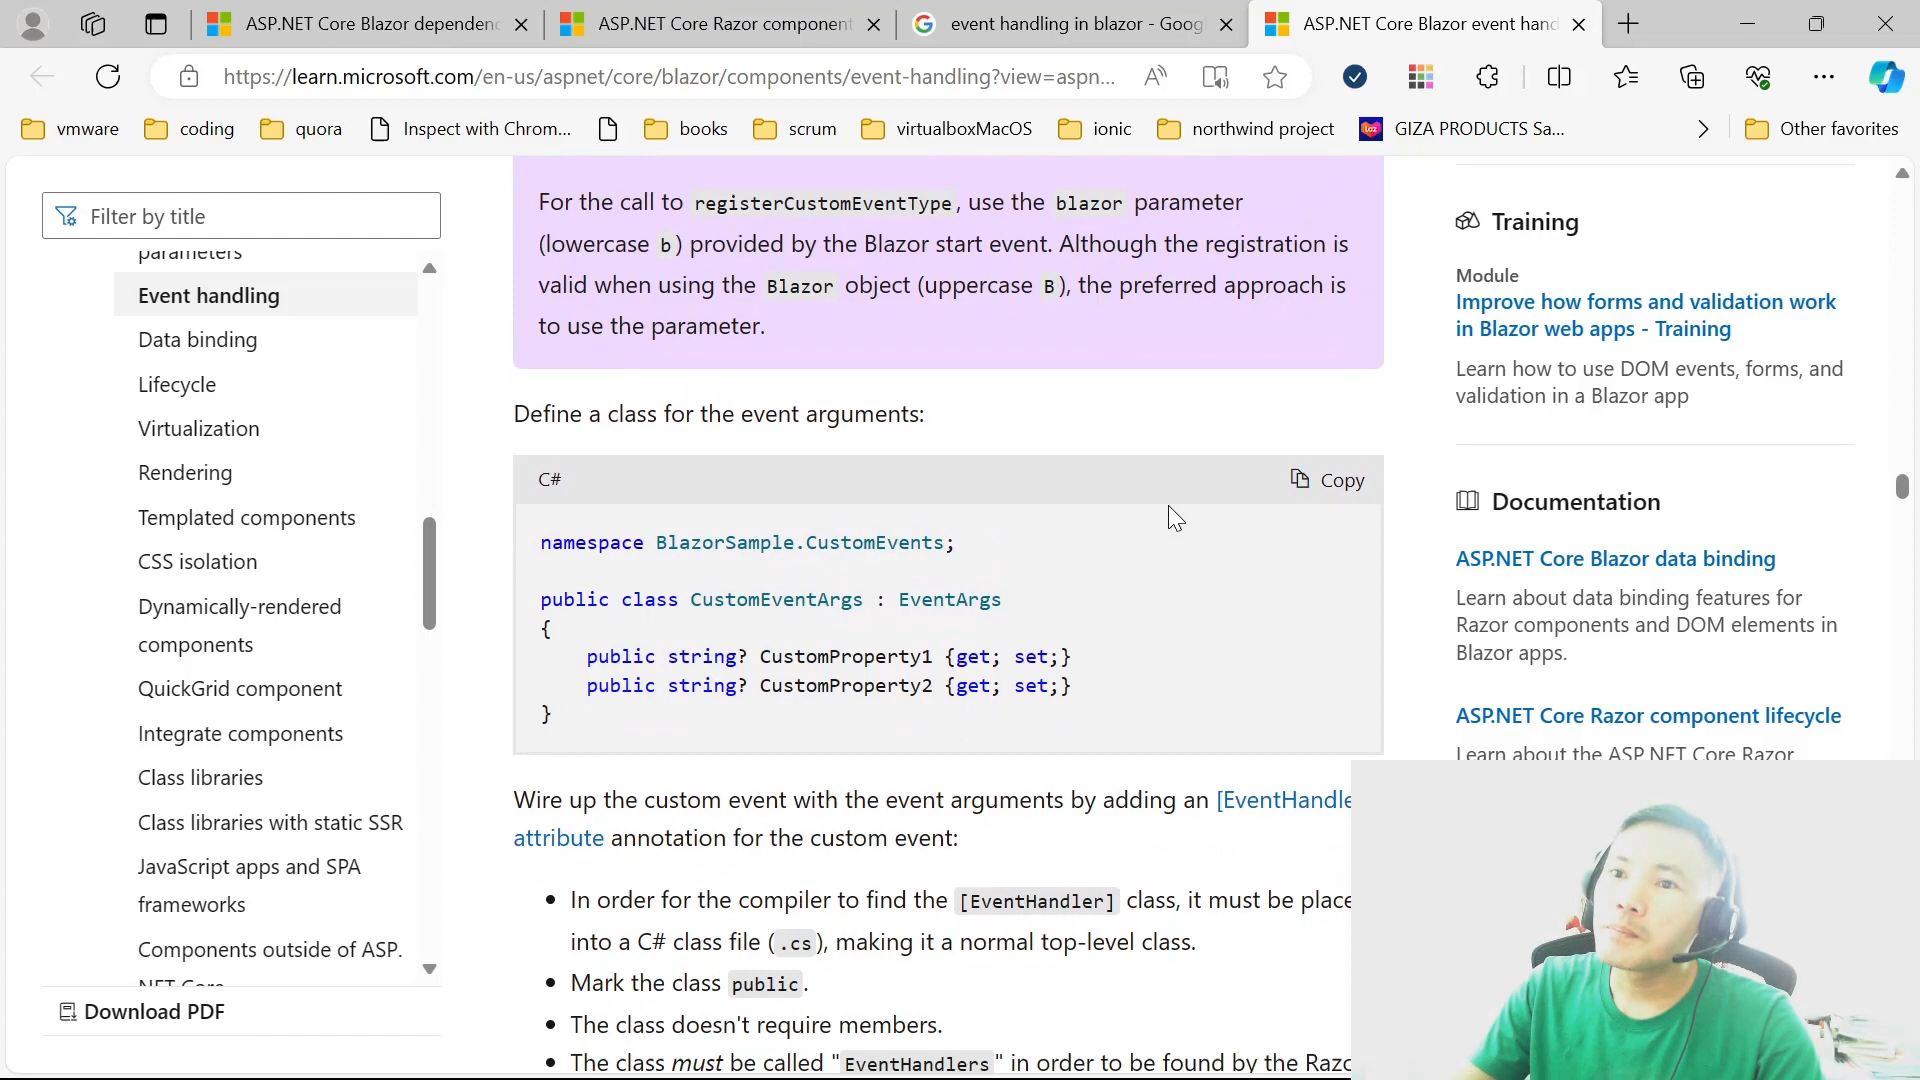 ASP.NET Core Blazor dependenc
ASP.NET Core Razor component
event handling in blazor - Goog
ASP.NET Core Blazor event hand
https://learn.microsoft.com/en-us/aspnet/core/blazor/components/event-handling?view=aspn...
vmware
coding
quora
Inspect with Chrom...
books
scrum
virtualboxMacOS
ionic
northwind project
GIZA PRODUCTS Sa...
Other favorites
Filter by title
parameters
Event handling
Data binding
Lifecycle
Virtualization
Rendering
Templated components
CSS isolation
Dynamically-rendered
components
QuickGrid component
Integrate components
Class libraries
Class libraries with static SSR
JavaScript apps and SPA
frameworks
Components outside of ASP.
NET Core
Download PDF
For the call to registerCustomEventType, use the blazor parameter
(lowercase b) provided by the Blazor start event. Although the registration is
valid when using the Blazor object (uppercase B), the preferred approach is
to use the parameter.
Define a class for the event arguments:
C#
Copy
namespace BlazorSample.CustomEvents;
public class CustomEventArgs : EventArgs
{
public string? CustomProperty1 {get; set;}
public string? CustomProperty2 {get; set;}
}
Wire up the custom event with the event arguments by adding an [EventHandle
attribute annotation for the custom event:
• In order for the compiler to find the [EventHandler] class, it must be place
into a C# class file (.cs), making it a normal top-level class.
• Mark the class public.
• The class doesn't require members.
• The class must be called "EventHandlers" in order to be found by the Razo
Training
Module
Improve how forms and validation work
in Blazor web apps - Training
Learn how to use DOM events, forms, and
validation in a Blazor app
Documentation
ASP.NET Core Blazor data binding
Learn about data binding features for
Razor components and DOM elements in
Blazor apps.
ASP.NET Core Razor component lifecycle
Learn about the ASP.NET Core Razor